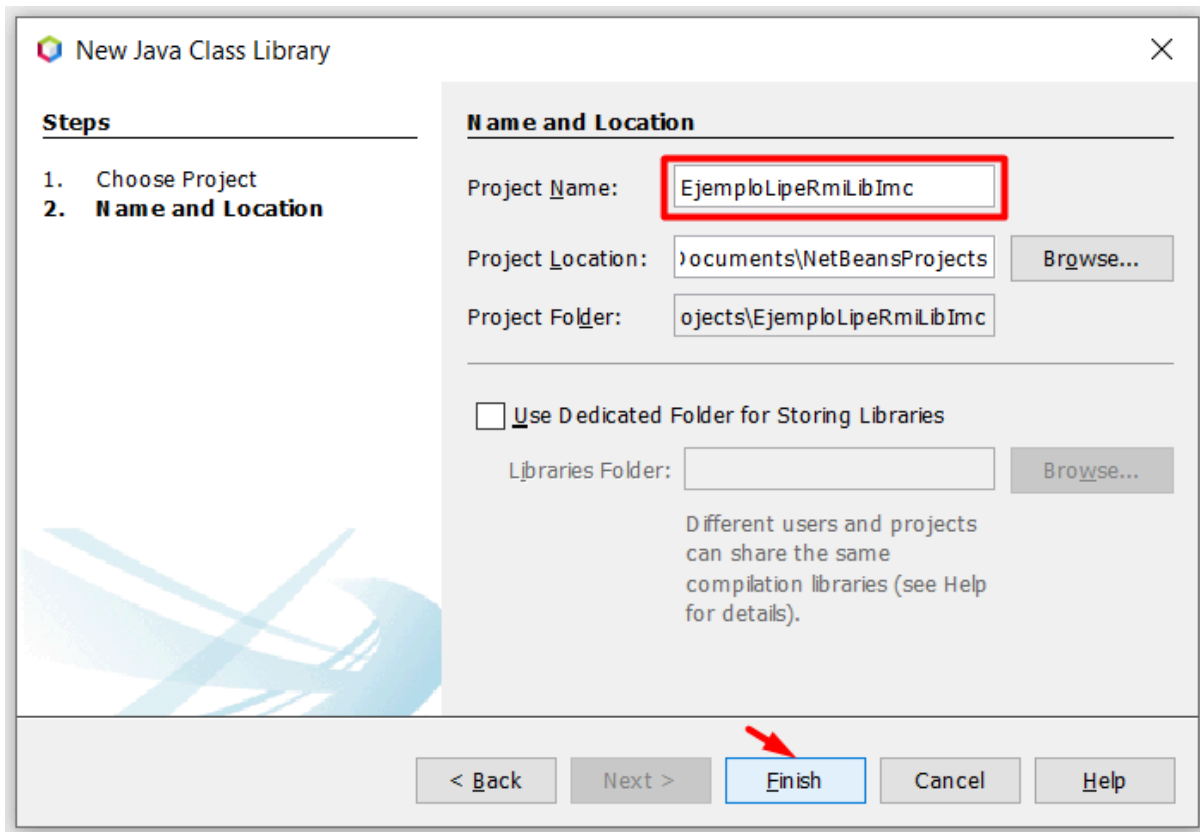 New Java Class Library
Steps
1. Choose Project
2. Name and Location
Name and Location
Project Name: EjemploLipeRmiLibImc
Project Location: Documents\NetBeansProjects Browse...
Project Folder: ojects\EjemploLipeRmiLibImc
Use Dedicated Folder for Storing Libraries
Libraries Folder: Browse...
Different users and projects
can share the same
compilation libraries (see Help
for details).
< Back Next > Finish Cancel Help